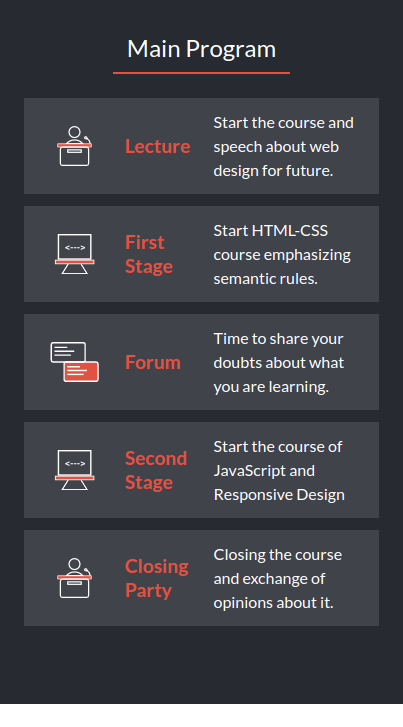 Main Program
Lecture
Start the course and
speech about web
design for future.
<--->
First
Stage
Start HTML-CSS
course emphasizing
semantic rules.
Forum
Time to share your
doubts about what
you are learning.
<--->
Second
Stage
Start the course of
JavaScript and
Responsive Design
Closing
Party
Closing the course
and exchange of
opinions about it.